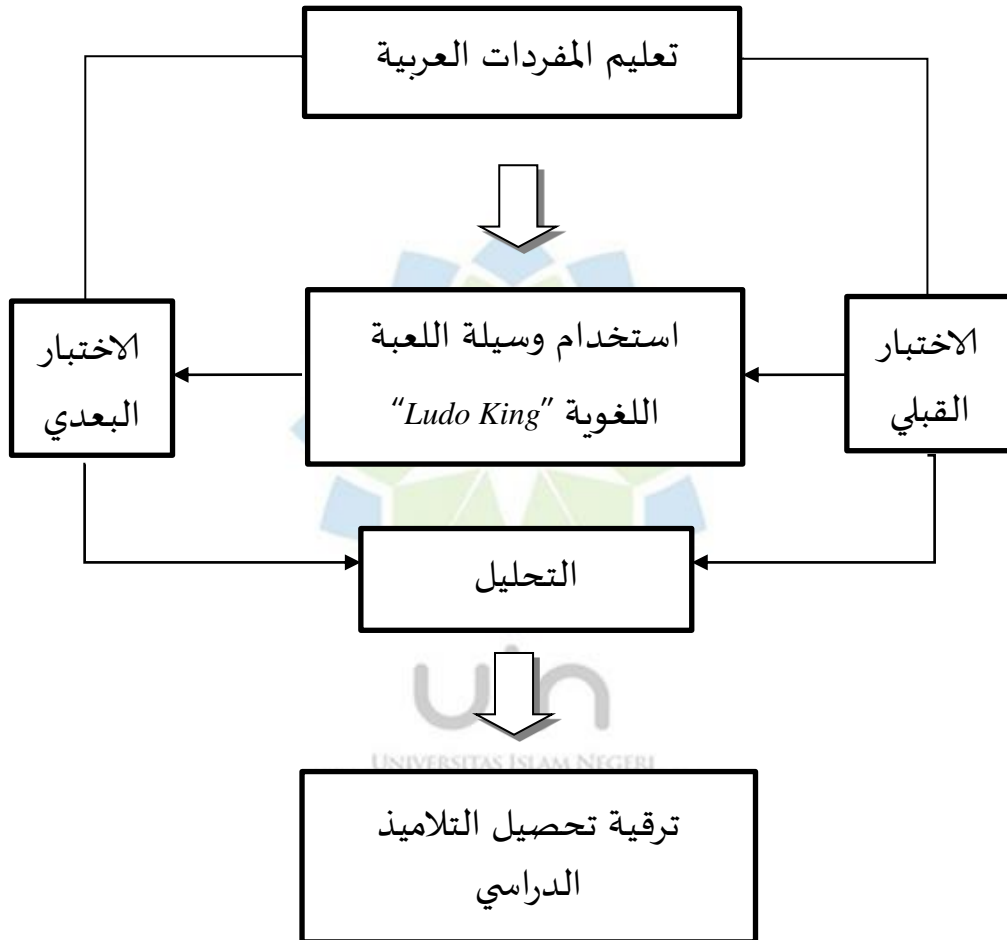 تعليم المفردات العربية
الاختبار
القبلي
استخدام وسيلة اللعبة
اللغوية "Ludo King"
الاختبار
البعدي
التحليل
uin
UNIVERSITAS ISLAM NEGERI
ترقية تحصيل التلاميذ
الدراسي